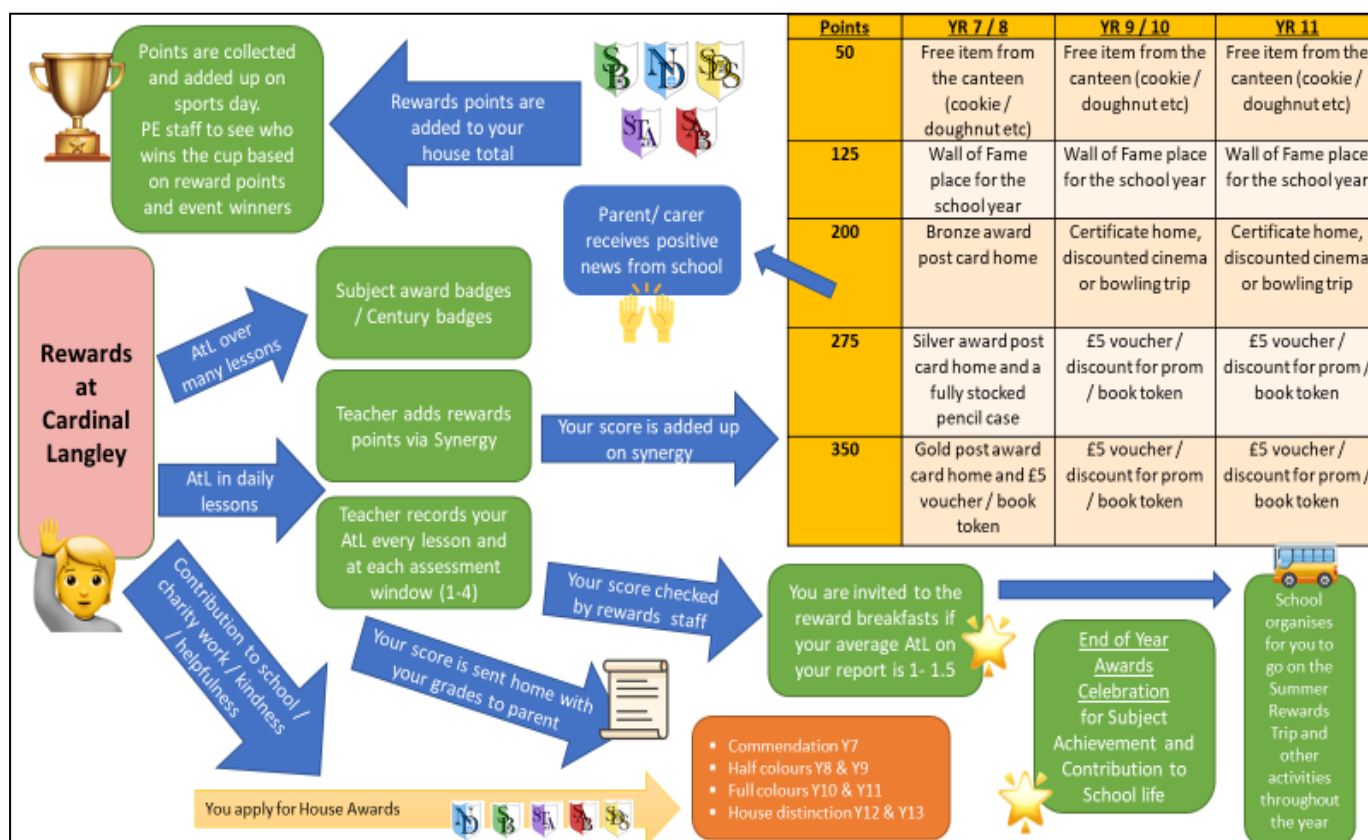 Points are collected
and added up on
sports day.
PE staff to see who
wins the cup based
on reward points
and event winners
Rewards points are
added to your
house total
SPB
ND
SDS
STA
SAB
Parent/ carer
receives positive
news from school
Points
YR 7 / 8
YR 9 / 10
YR 11
50
Free item from
the canteen
(cookie /
doughnut etc)
Free item from the
canteen (cookie /
doughnut etc)
Free item from the
canteen (cookie /
doughnut etc)
125
Wall of Fame
place for the
school year
Wall of Fame place
for the school year
Wall of Fame place
for the school year
200
Bronze award
post card home
Certificate home,
discounted cinema
or bowling trip
Certificate home,
discounted cinema
or bowling trip
275
Silver award post
card home and a
fully stocked
pencil case
£5 voucher /
discount for prom
/ book token
£5 voucher /
discount for prom /
book token
350
Gold post award
card home and £5
voucher / book
token
£5 voucher /
discount for prom
/ book token
£5 voucher /
discount for prom /
book token
Rewards
at
Cardinal
Langley
AtL over
many lessons
Subject award badges
/ Century badges
AtL in daily
lessons
Teacher adds rewards
points via Synergy
Your score is added up
on synergy
Teacher records your
AtL every lesson and
at each assessment
window (1-4)
Your score checked
by rewards staff
You are invited to the
reward breakfasts if
your average AtL on
your report is 1- 1.5
School
organises
for you to
go on the
Summer
Rewards
Trip and
other
activities
throughout
the year
End of Year
Awards
Celebration
for Subject
Achievement and
Contribution to
School life
Your score is sent home with
your grades to parent
Contribution to school /
charity work / kindness
/ helpfulness
You apply for House Awards
ND
SPB
STA
SAB
SDS
▪ Commendation Y7
▪ Half colours Y8 & Y9
▪ Full colours Y10 & Y11
▪ House distinction Y12 & Y13